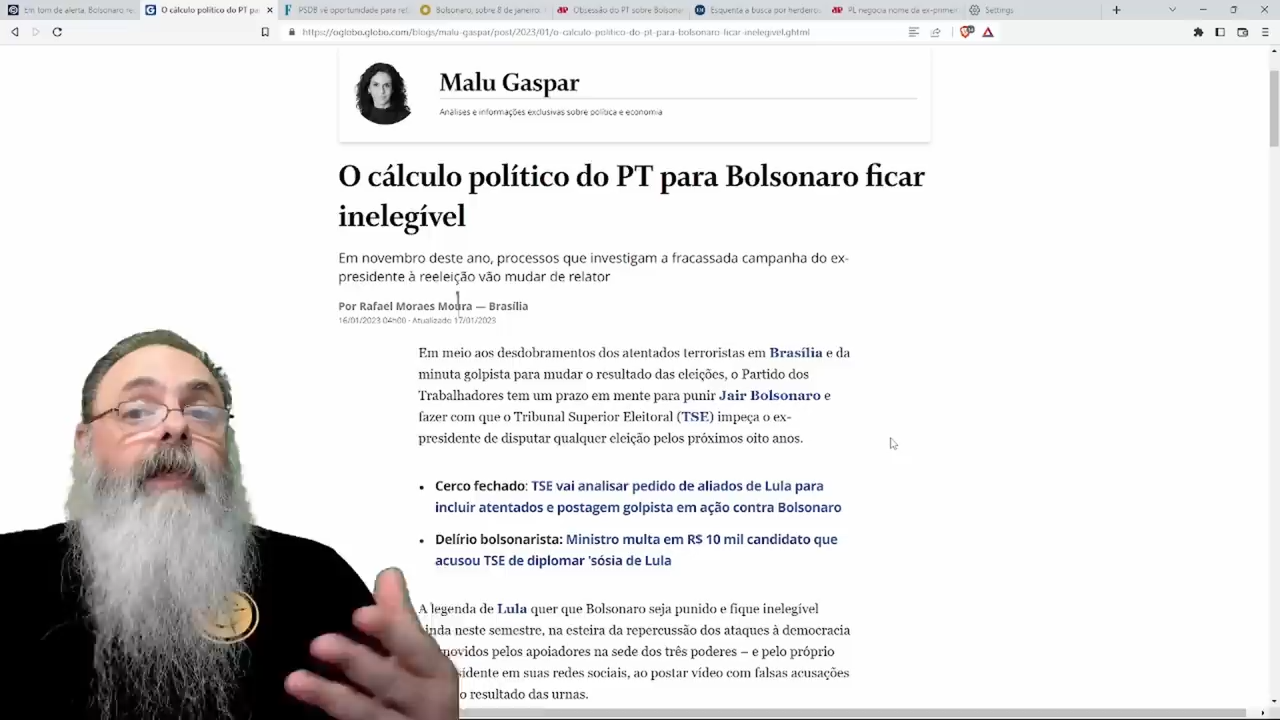 Em tom de alerta, Bolsonaro re
O cálculo político do PT pa
PSDB vê oportunidade para ref
Bolsonaro, sobre 8 de janeiro:
Obsessão do PT sobre Bolsonar
Esquenta a busca por herdeiro
PL negocia nome da ex-primei
Settings
https://oglobo.globo.com/blogs/malu-gaspar/post/2023/01/o-calculo-politico-do-pt-para-bolsonaro-ficar-inelegivel.ghtml
Malu Gaspar
Análises e informações exclusivas sobre política e economia
O cálculo político do PT para Bolsonaro ficar
inelegível
Em novembro deste ano, processos que investigam a fracassada campanha do ex-
presidente à reeleição vão mudar de relator
Por Rafael Moraes Moura — Brasília
16/01/2023 04h00 · Atualizado 17/01/2023
Em meio aos desdobramentos dos atentados terroristas em Brasília e da
minuta golpista para mudar o resultado das eleições, o Partido dos
Trabalhadores tem um prazo em mente para punir Jair Bolsonaro e
fazer com que o Tribunal Superior Eleitoral (TSE) impeça o ex-
presidente de disputar qualquer eleição pelos próximos oito anos.
• Cerco fechado: TSE vai analisar pedido de aliados de Lula para
incluir atentados e postagem golpista em ação contra Bolsonaro
• Delírio bolsonarista: Ministro multa em R$ 10 mil candidato que
acusou TSE de diplomar 'sósia de Lula
A legenda de Lula quer que Bolsonaro seja punido e fique inelegível
inda neste semestre, na esteira da repercussão dos ataques à democracia
movidos pelos apoiadores na sede dos três poderes – e pelo próprio
sidente em suas redes sociais, ao postar vídeo com falsas acusações
o resultado das urnas.